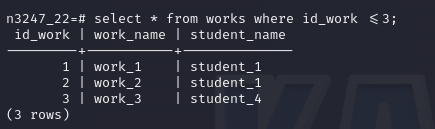 n3247_22=# select * from works where id_work <=3;
 id_work | work_name | student_name
---------+-----------+--------------
       1 | work_1    | student_1
       2 | work_2    | student_1
       3 | work_3    | student_4
(3 rows)